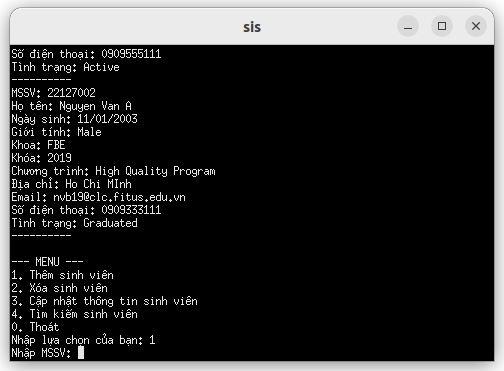 sis
Số điện thoại: 0909555111
Tình trạng: Active
----------
MSSV: 22127002
Họ tên: Nguyen Van A
Ngày sinh: 11/01/2003
Giới tính: Male
Khoa: FBE
Khóa: 2019
Chương trình: High Quality Program
Địa chỉ: Ho Chi MInh
Email: nvb19@clc.fitus.edu.vn
Số điện thoại: 0909333111
Tình trạng: Graduated
----------
--- MENU ---
1. Thêm sinh viên
2. Xóa sinh viên
3. Cập nhật thông tin sinh viên
4. Tìm kiếm sinh viên
0. Thoát
Nhập lựa chọn của bạn: 1
Nhập MSSV: